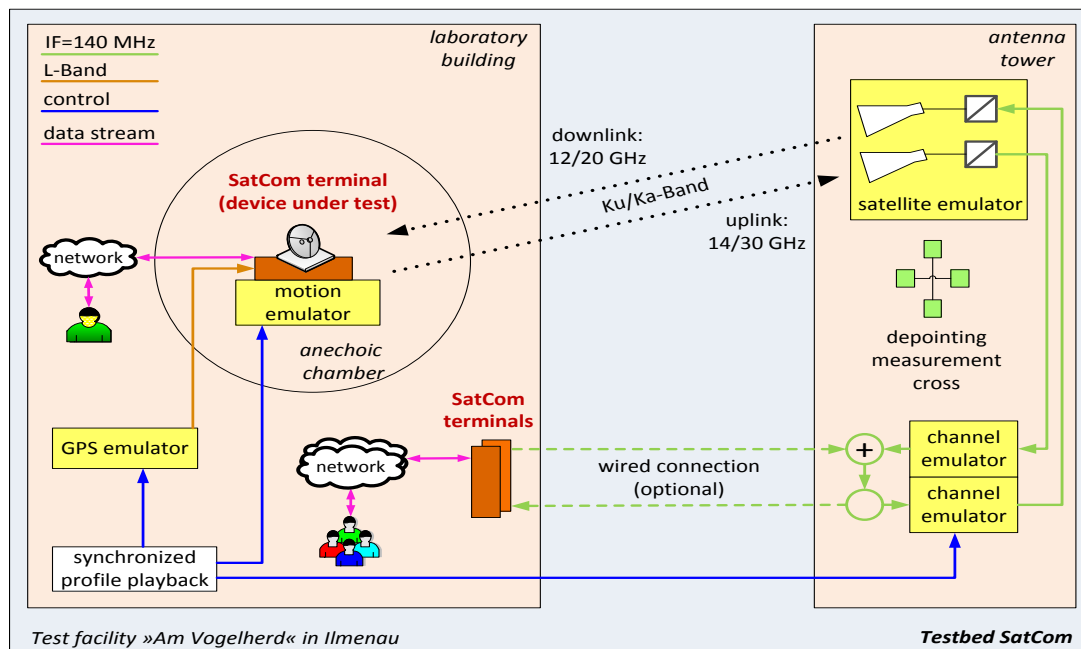 IF=140 MHz
L-Band
control
data stream
laboratory
building
antenna
tower
downlink:
12/20 GHz
Ku/Ka-Band
uplink:
14/30 GHz
satellite emulator
SatCom terminal
(device under test)
network
motion
emulator
anechoic
chamber
depointing
measurement
cross
SatCom
terminals
GPS emulator
network
wired connection
(optional)
+
channel
emulator
channel
emulator
synchronized
profile playback
Test facility »Am Vogelherd« in Ilmenau
Testbed SatCom